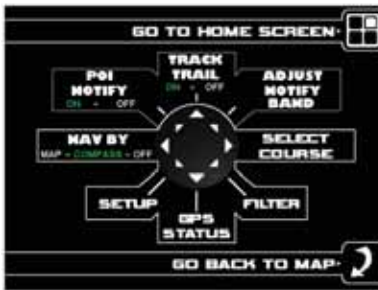 GO TO HOME SCREEN
TRACK
TRAIL
ON - OFF
POI
NOTIFY
ON - OFF
ADJUST
NOTIFY
BAND
NAV BY
MAP - COMPASS - OFF
SELECT
COURSE
SETUP
GPS
STATUS
FILTER
GO BACK TO MAP